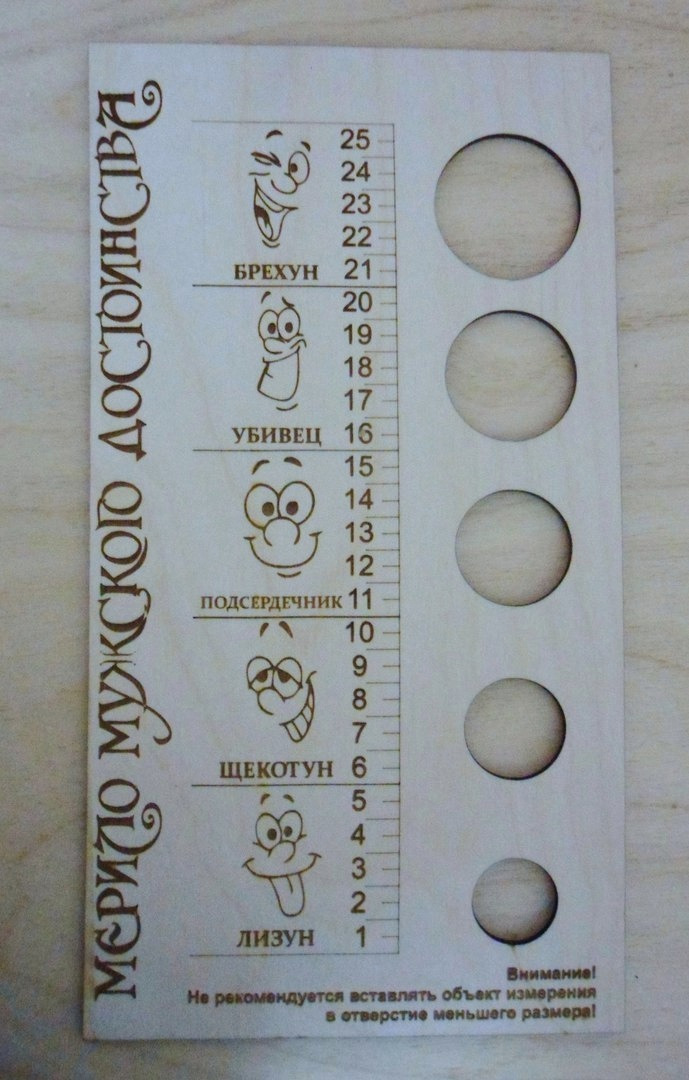 МЕРИЛО МУЖСКОГО ДОСТОИНСТВА
25
24
23
22
БРЕХУН 21
20
19
18
17
УБИВЕЦ 16
15
14
13
12
ПОДСЕРДЕЧНИК 11
10
9
8
7
ЩЕКОТУН 6
5
4
3
2
ЛИЗУН 1
Внимание!
Не рекомендуется вставлять объект измерения
в отверстие меньшего размера!